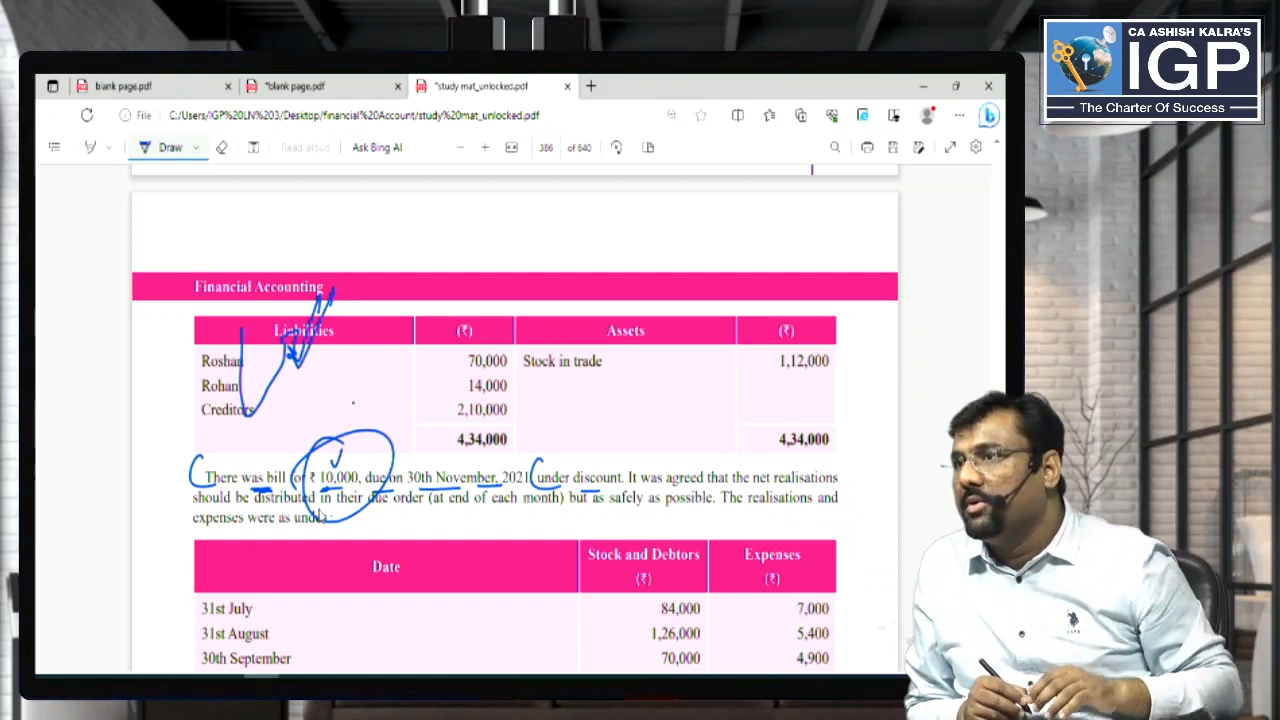 CA ASHISH KALRA'S
IGP
The Charter Of Success
blank page.pdf
*blank page.pdf
*study mat_unlocked.pdf
File
C:/Users/IGP%20LN%203/Desktop/financial%20Account/study%20mat_unlocked.pdf
Draw
Read aloud
Ask Bing AI
386 of 640
Financial Accounting
Liabilities (₹) Assets (₹)
Roshan 70,000 Stock in trade 1,12,000
Rohan 14,000
Creditors 2,10,000
4,34,000 4,34,000
There was bill for ₹ 10,000, due on 30th November, 2021 under discount. It was agreed that the net realisations
should be distributed in their due order (at end of each month) but as safely as possible. The realisations and
expenses were as under:
Date Stock and Debtors (₹) Expenses (₹)
31st July 84,000 7,000
31st August 1,26,000 5,400
30th September 70,000 4,900